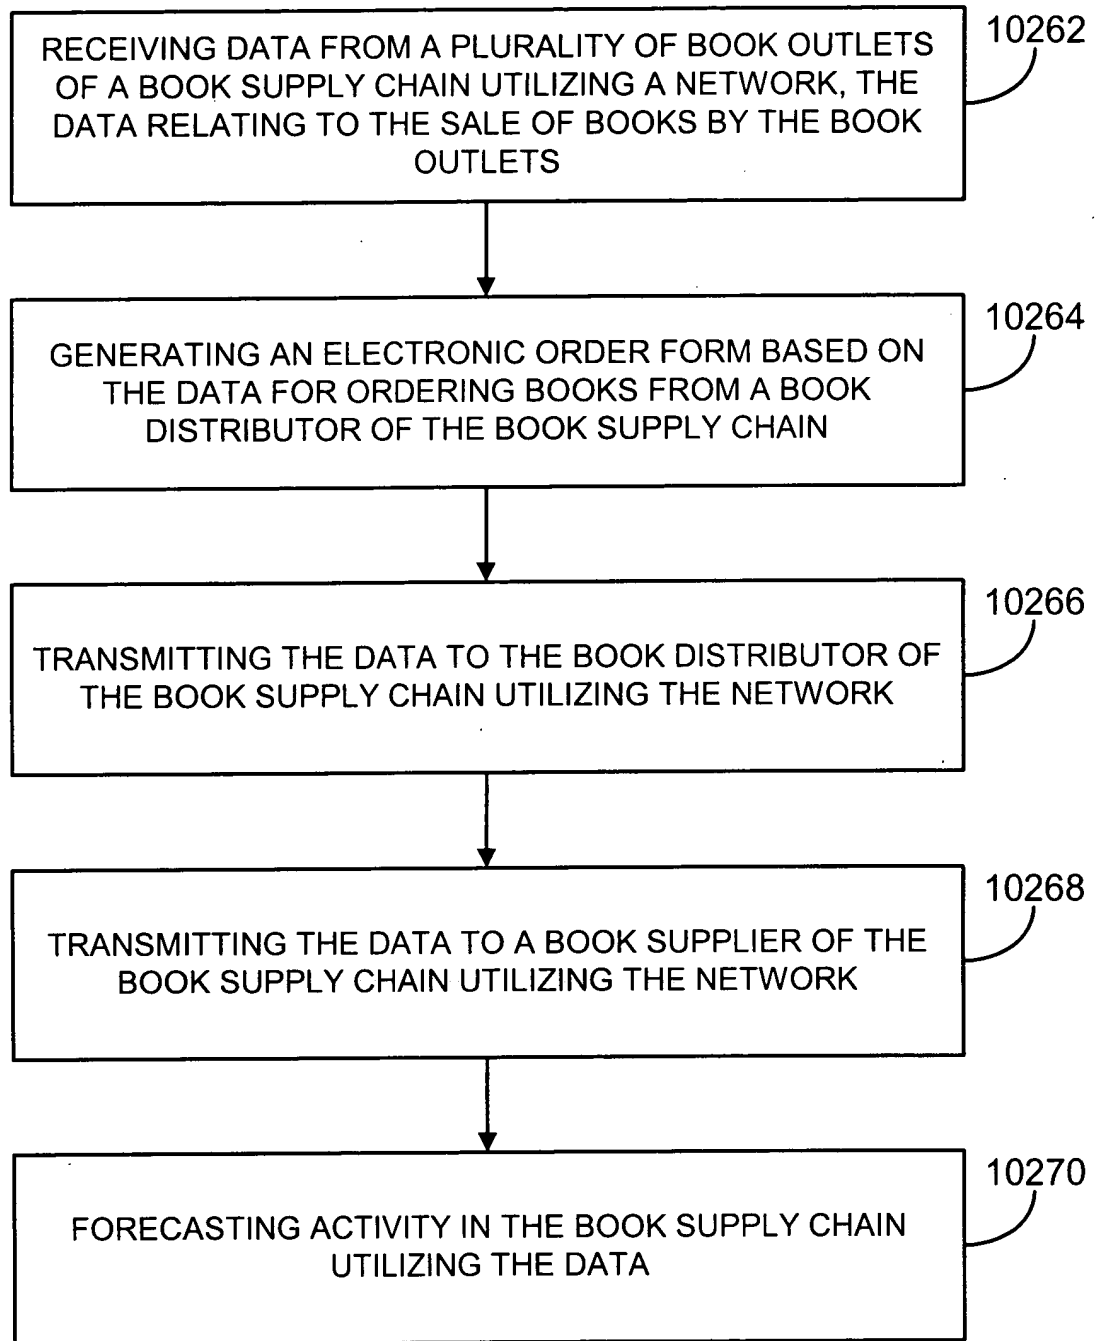 10262
RECEIVING DATA FROM A PLURALITY OF BOOK OUTLETS
OF A BOOK SUPPLY CHAIN UTILIZING A NETWORK, THE
DATA RELATING TO THE SALE OF BOOKS BY THE BOOK
OUTLETS
10264
GENERATING AN ELECTRONIC ORDER FORM BASED ON
THE DATA FOR ORDERING BOOKS FROM A BOOK
DISTRIBUTOR OF THE BOOK SUPPLY CHAIN
10266
TRANSMITTING THE DATA TO THE BOOK DISTRIBUTOR OF
THE BOOK SUPPLY CHAIN UTILIZING THE NETWORK
10268
TRANSMITTING THE DATA TO A BOOK SUPPLIER OF THE
BOOK SUPPLY CHAIN UTILIZING THE NETWORK
10270
FORECASTING ACTIVITY IN THE BOOK SUPPLY CHAIN
UTILIZING THE DATA